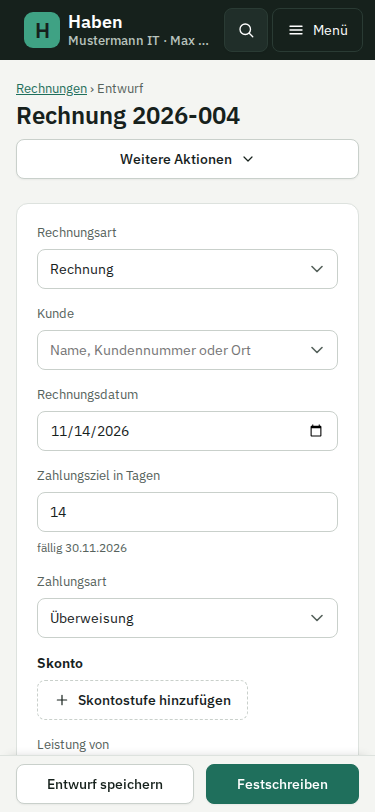 H
Haben
Mustermann IT · Max ...
Menü
Rechnungen › Entwurf
Rechnung 2026-004
Weitere Aktionen
Rechnungsart
Rechnung
Kunde
Name, Kundennummer oder Ort
Rechnungsdatum
11/14/2026
Zahlungsziel in Tagen
14
fällig 30.11.2026
Zahlungsart
Überweisung
Skonto
Skontostufe hinzufügen
Leistung von
Entwurf speichern
Festschreiben